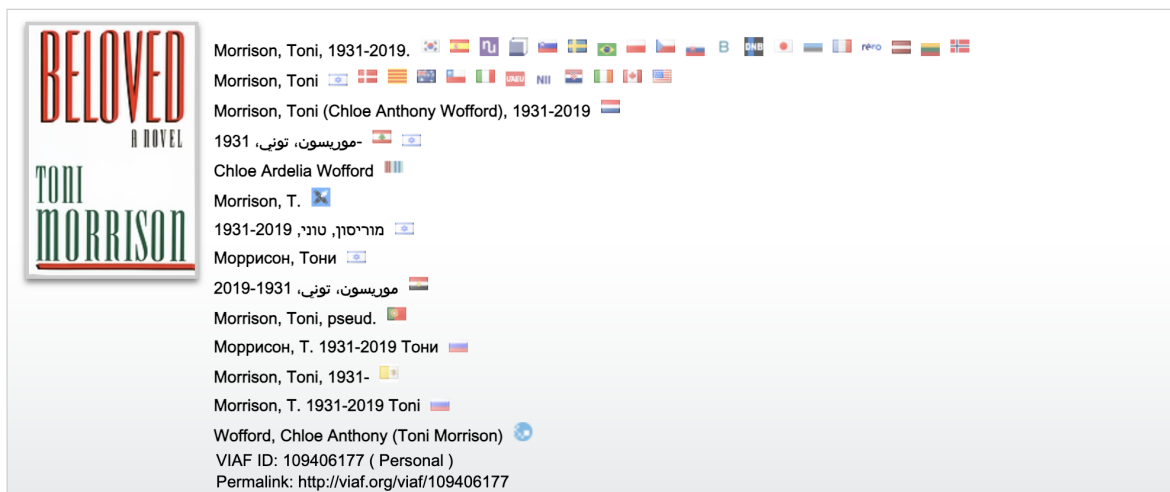 BELOVED
A NOVEL
TONI
MORRISON
Morrison, Toni, 1931-2019.
Morrison, Toni
Morrison, Toni (Chloe Anthony Wofford), 1931-2019
موريسون، توني، 1931-
Chloe Ardelia Wofford
Morrison, T.
מוריסון, טוני, 1931-2019
Моррисон, Тони
موريسون، توني، 1931-2019
Morrison, Toni, pseud.
Моррисон, Т. 1931-2019 Тони
Morrison, Toni, 1931-
Morrison, T. 1931-2019 Toni
Wofford, Chloe Anthony (Toni Morrison)
VIAF ID: 109406177 ( Personal )
Permalink: http://viaf.org/viaf/109406177